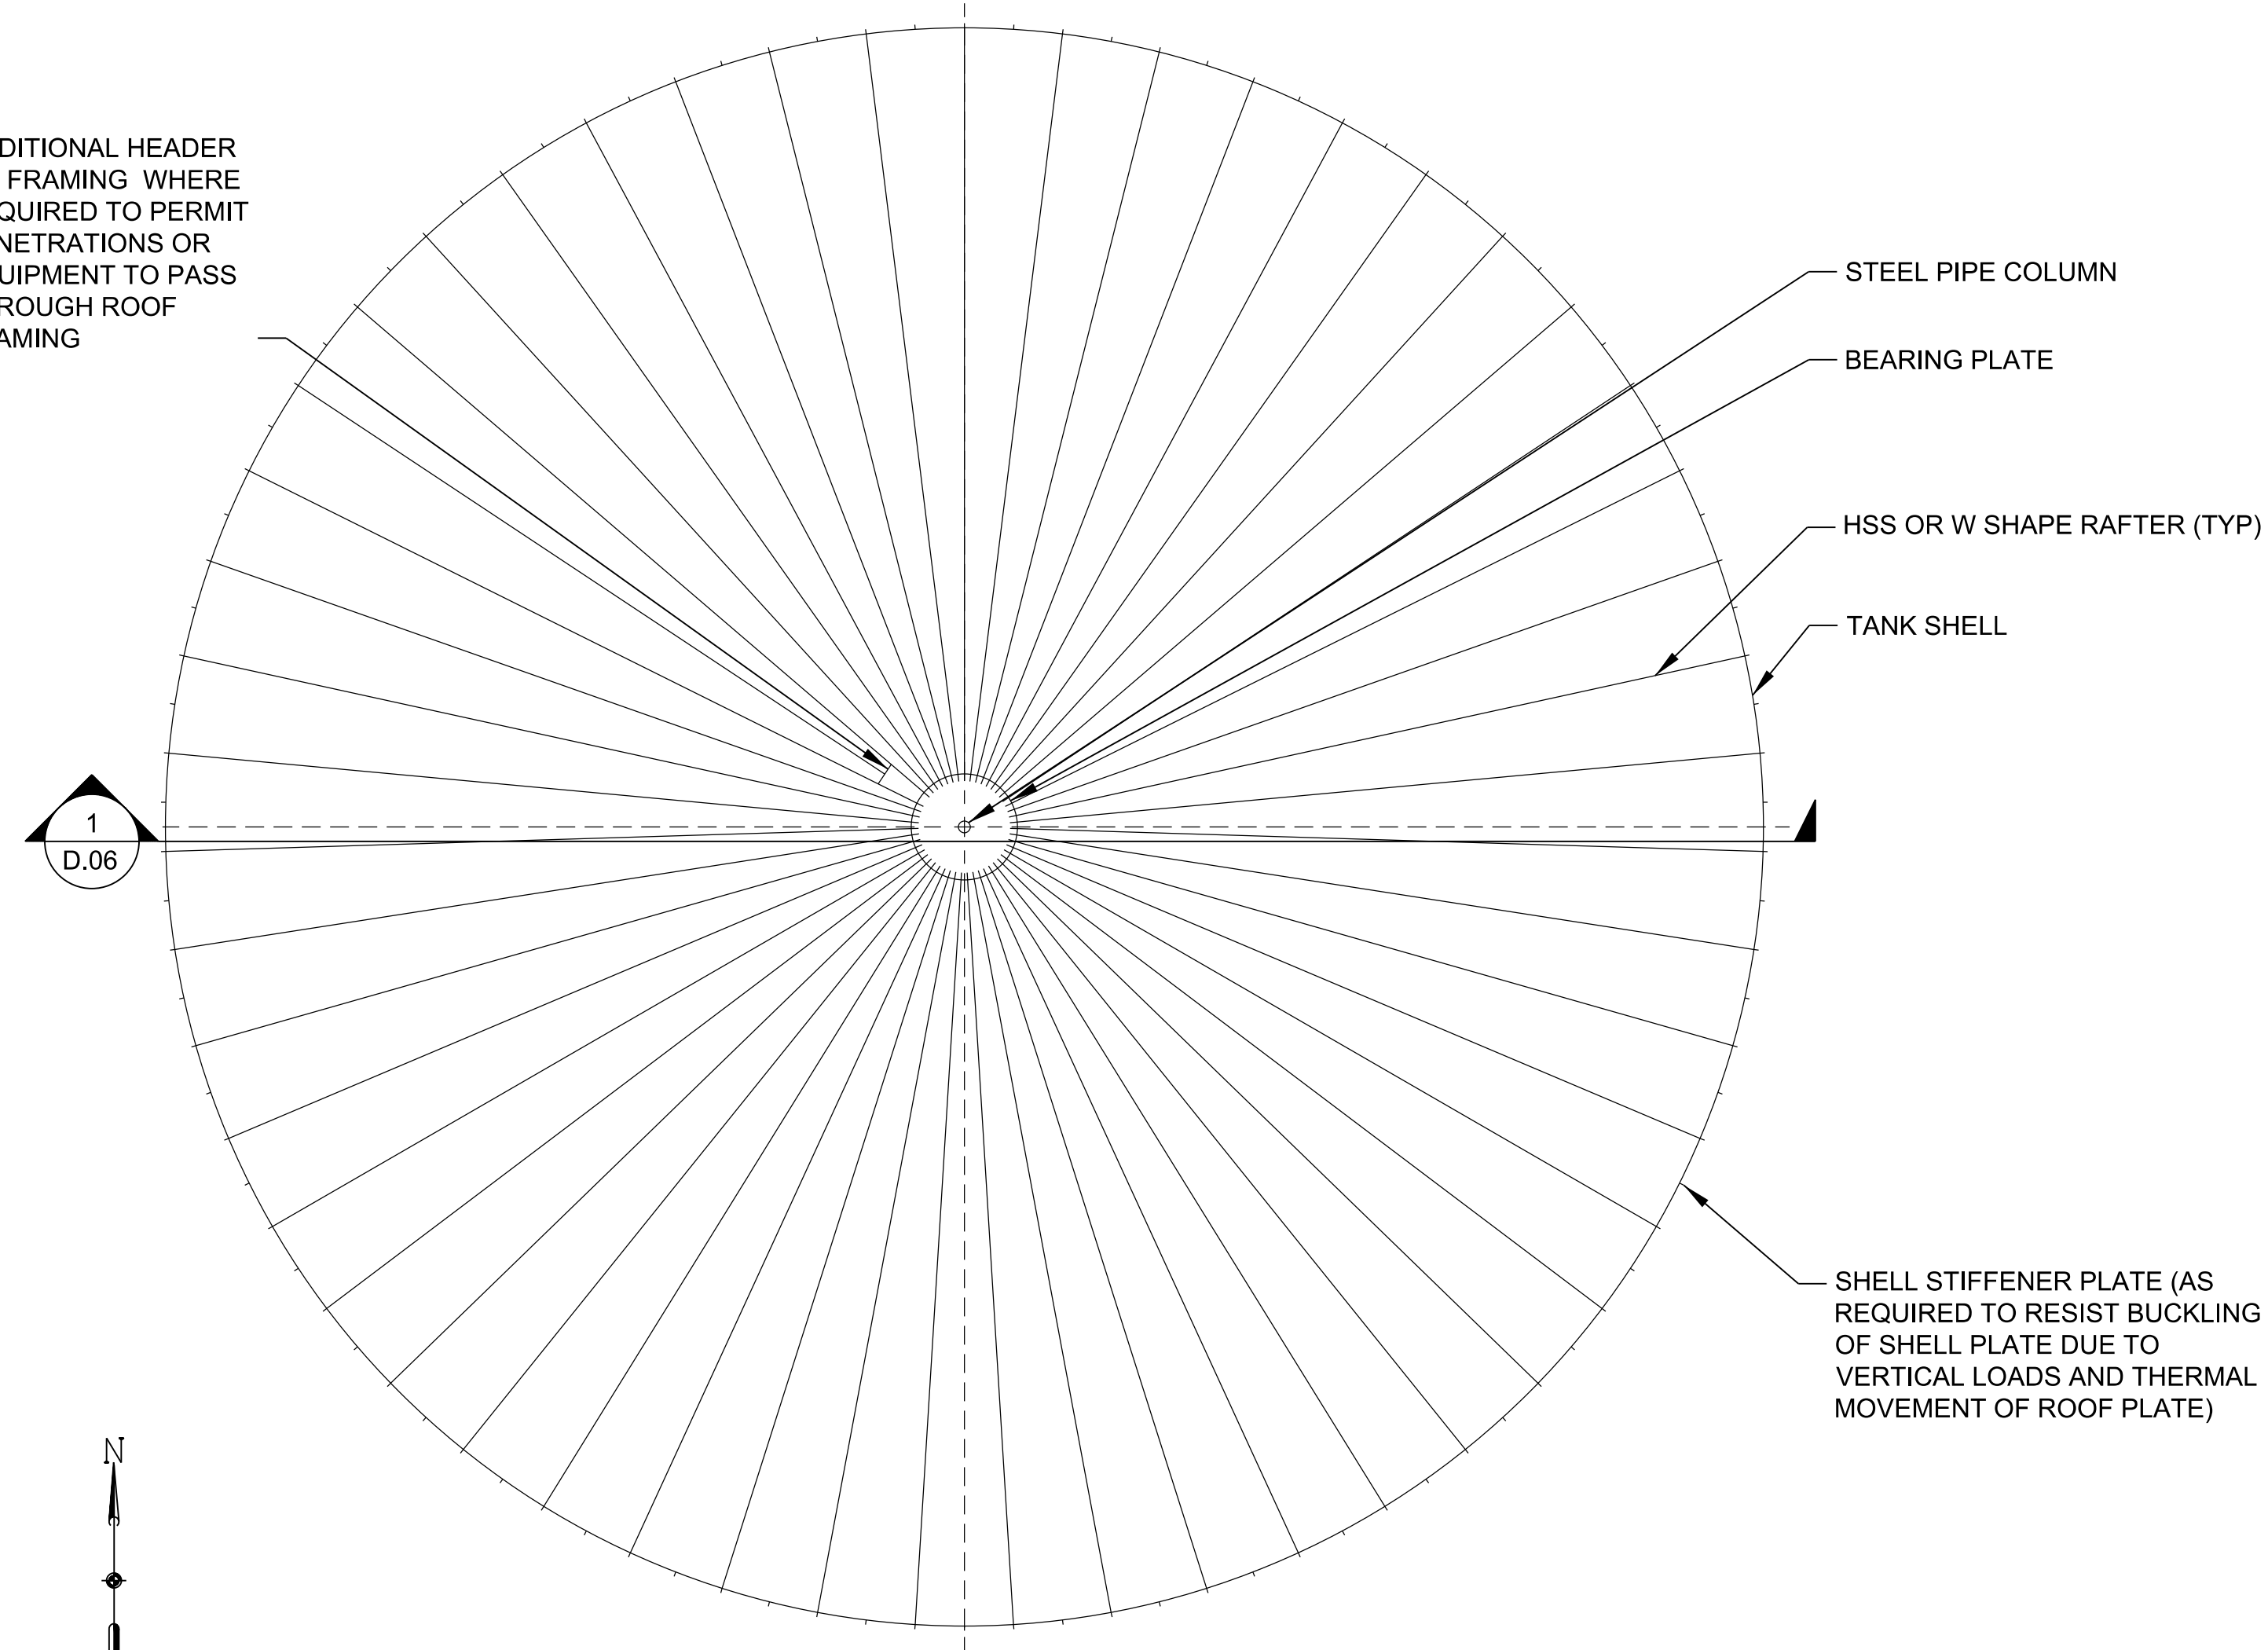 DITIONAL HEADER
FRAMING WHERE
QUIRED TO PERMIT
NETRATIONS OR
UIPMENT TO PASS
ROUGH ROOF
AMING
STEEL PIPE COLUMN
BEARING PLATE
HSS OR W SHAPE RAFTER (TYP)
TANK SHELL
1
D.06
SHELL STIFFENER PLATE (AS
REQUIRED TO RESIST BUCKLING
OF SHELL PLATE DUE TO
VERTICAL LOADS AND THERMAL
MOVEMENT OF ROOF PLATE)
N